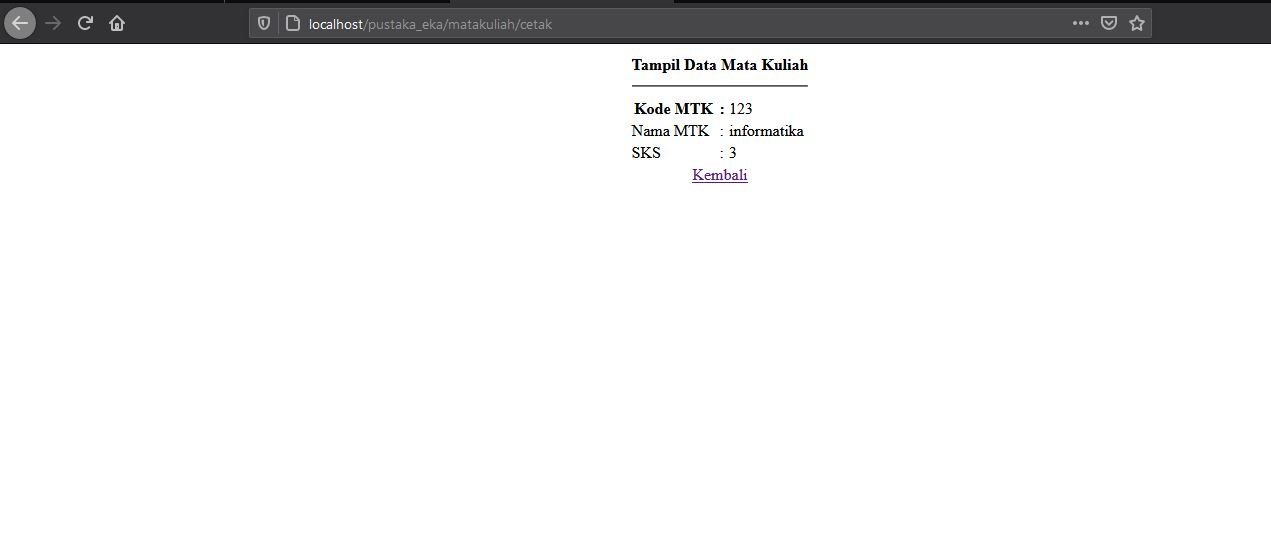 localhost/pustaka_eka/matakuliah/cetak
Tampil Data Mata Kuliah
Kode MTK : 123
Nama MTK : informatika
SKS : 3
Kembali